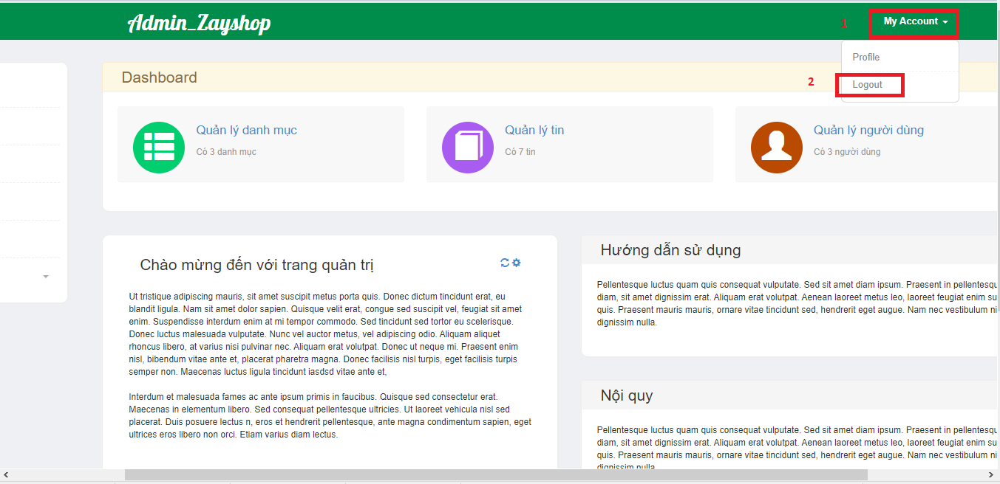 Admin_Zayshop
1
My Account
Profile
2
Logout
Dashboard
Quản lý danh mục
Có 3 danh mục
Quản lý tin
Có 7 tin
Quản lý người dùng
Có 3 người dùng
Chào mừng đến với trang quản trị
Ut tristique adipiscing mauris, sit amet suscipit metus porta quis. Donec dictum tincidunt erat, eu
blandit ligula. Nam sit amet dolor sapien. Quisque velit erat, congue sed suscipit vel, feugiat sit amet
enim. Suspendisse interdum enim at mi tempor commodo. Sed tincidunt sed tortor eu scelerisque.
Donec luctus malesuada vulputate. Nunc vel auctor metus, vel adipiscing odio. Aliquam aliquet
rhoncus libero, at varius nisi pulvinar nec. Aliquam erat volutpat. Donec ut neque mi. Praesent enim
nisl, bibendum vitae ante et, placerat pharetra magna. Donec facilisis nisl turpis, eget facilisis turpis
semper non. Maecenas luctus ligula tincidunt iasdsd vitae ante et,
Interdum et malesuada fames ac ante ipsum primis in faucibus. Quisque sed consectetur erat.
Maecenas in elementum libero. Sed consequat pellentesque ultricies. Ut laoreet vehicula nisl sed
placerat. Duis posuere lectus n, eros et hendrerit pellentesque, ante magna condimentum sapien, eget
ultrices eros libero non orci. Etiam varius diam lectus.
Hướng dẫn sử dụng
Pellentesque luctus quam quis consequat vulputate. Sed sit amet diam ipsum. Praesent in pellentesqu
diam, sit amet dignissim erat. Aliquam erat volutpat. Aenean laoreet metus leo, laoreet feugiat enim su
quis. Praesent mauris mauris, ornare vitae tincidunt sed, hendrerit eget augue. Nam nec vestibulum ni
dignissim nulla.
Nội quy
Pellentesque luctus quam quis consequat vulputate. Sed sit amet diam ipsum. Praesent in pellentesqu
diam, sit amet dignissim erat. Aliquam erat volutpat. Aenean laoreet metus leo, laoreet feugiat enim su
quis. Praesent mauris mauris, ornare vitae tincidunt sed, hendrerit eget augue. Nam nec vestibulum ni
dignissim nulla.